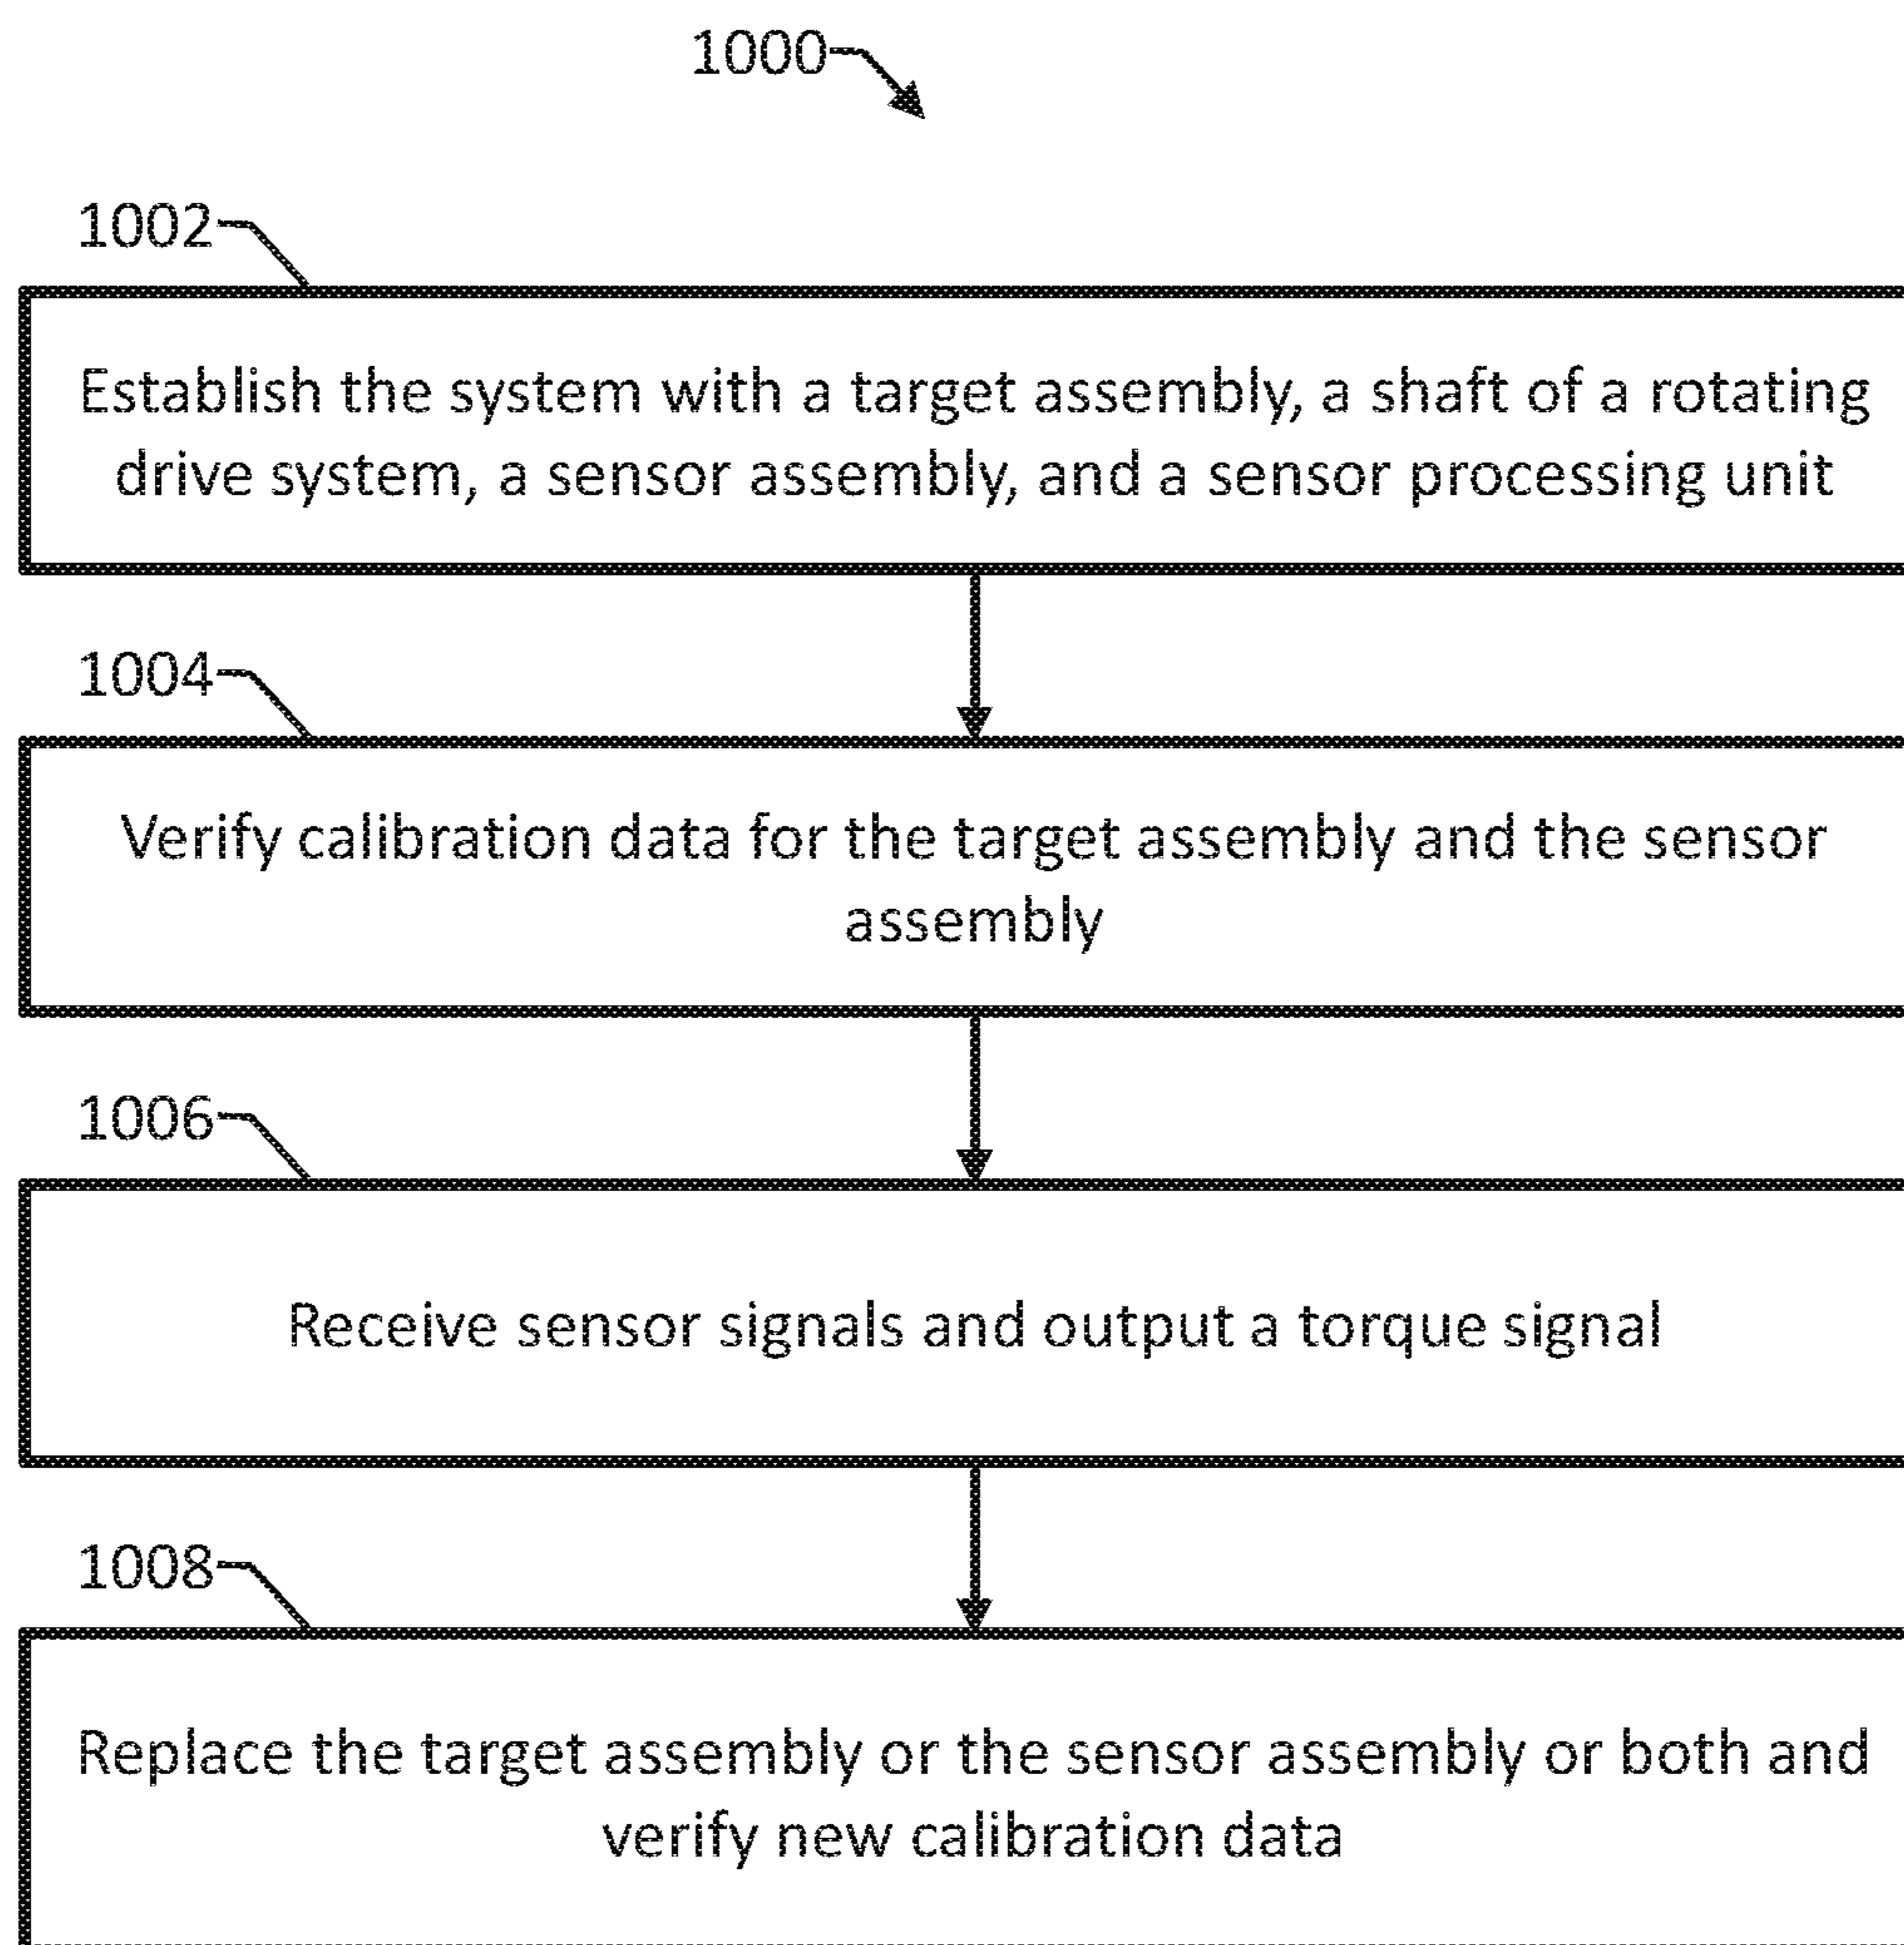 1000
1002
Establish the system with a target assembly, a shaft of a rotating
drive system, a sensor assembly, and a sensor processing unit
1004
Verify calibration data for the target assembly and the sensor
assembly
1006
Receive sensor signals and output a torque signal
1008
Replace the target assembly or the sensor assembly or both and
verify new calibration data